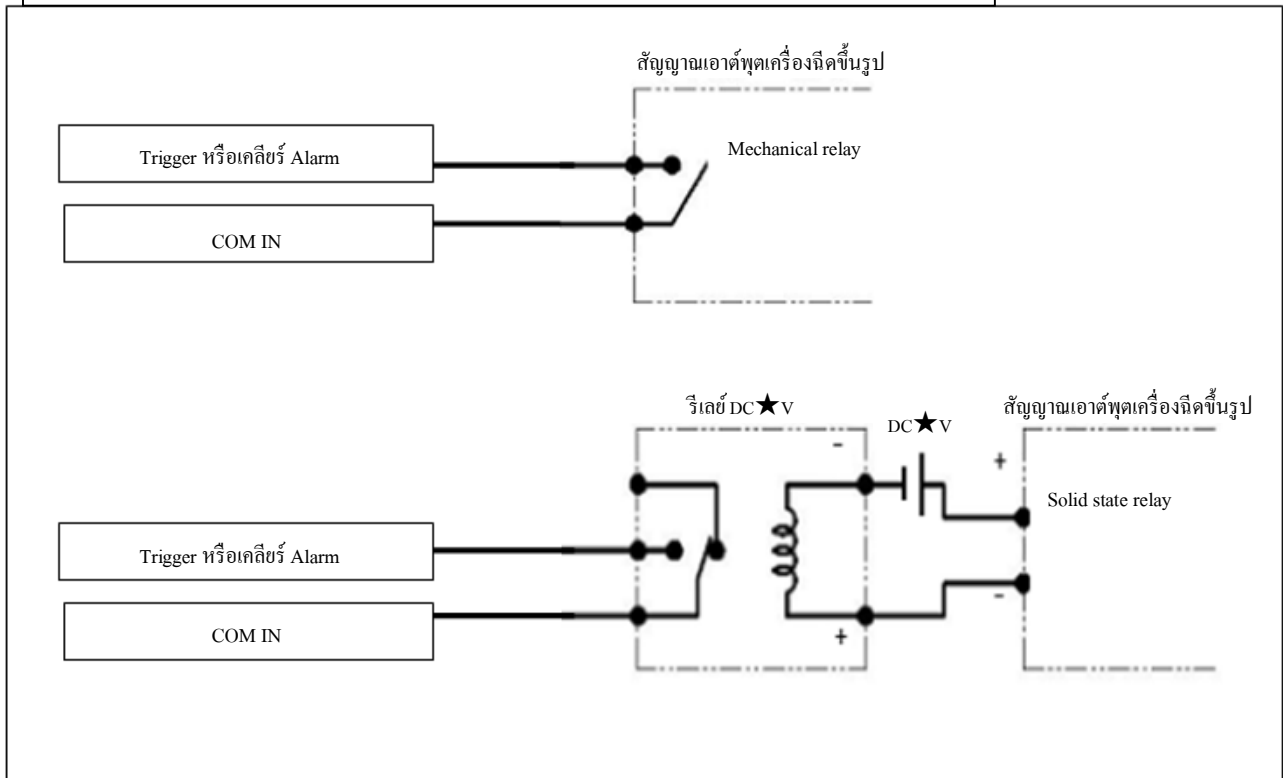 สัญญาณเอาต์พุตเครื่องฉีดขึ้นรูป
Trigger หรือเคลียร์ Alarm
Mechanical relay
COM IN
รีเลย์ DC★V
DC★V
สัญญาณเอาต์พุตเครื่องฉีดขึ้นรูป
-
+
Solid state relay
Trigger หรือเคลียร์ Alarm
-
COM IN
+